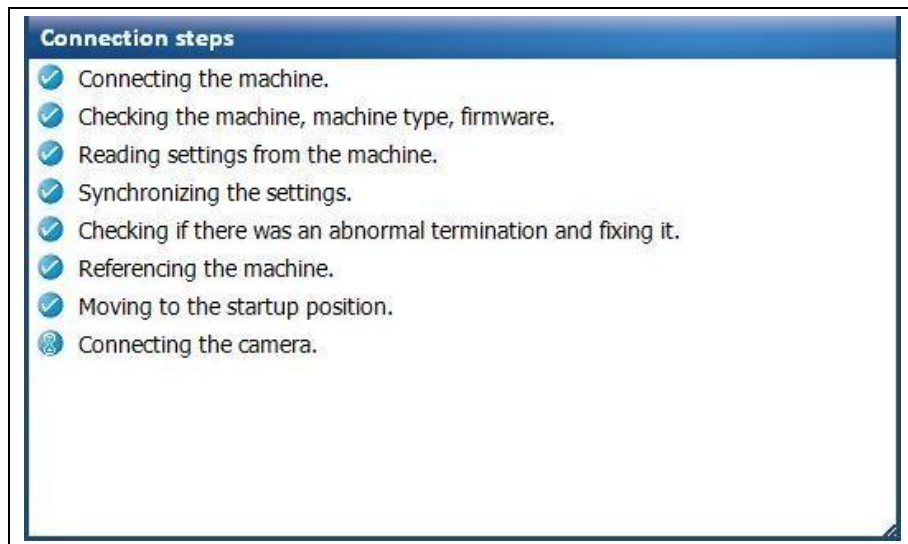 Connection steps
Connecting the machine.
Checking the machine, machine type, firmware.
Reading settings from the machine.
Synchronizing the settings.
Checking if there was an abnormal termination and fixing it.
Referencing the machine.
Moving to the startup position.
Connecting the camera.